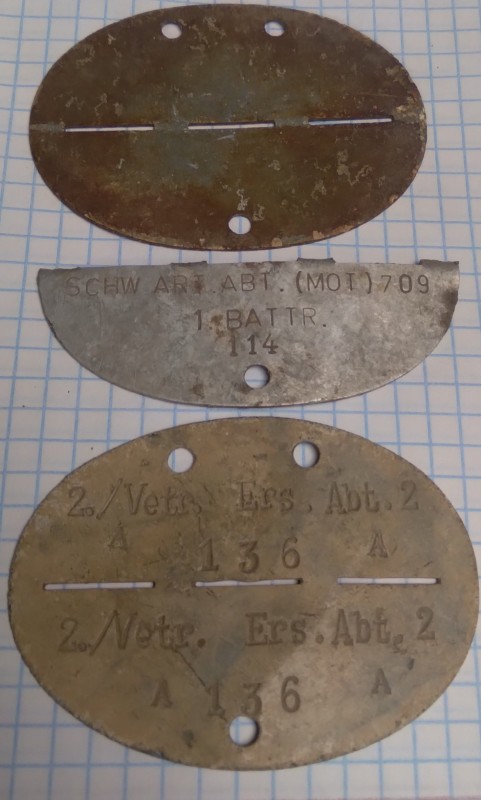 SCHW ART. ABT. (MOT) 709
1. BATTR.
114
2./Vetr. Ers. Abt. 2
A 136 A
2./Vetr. Ers. Abt. 2
A 136 A